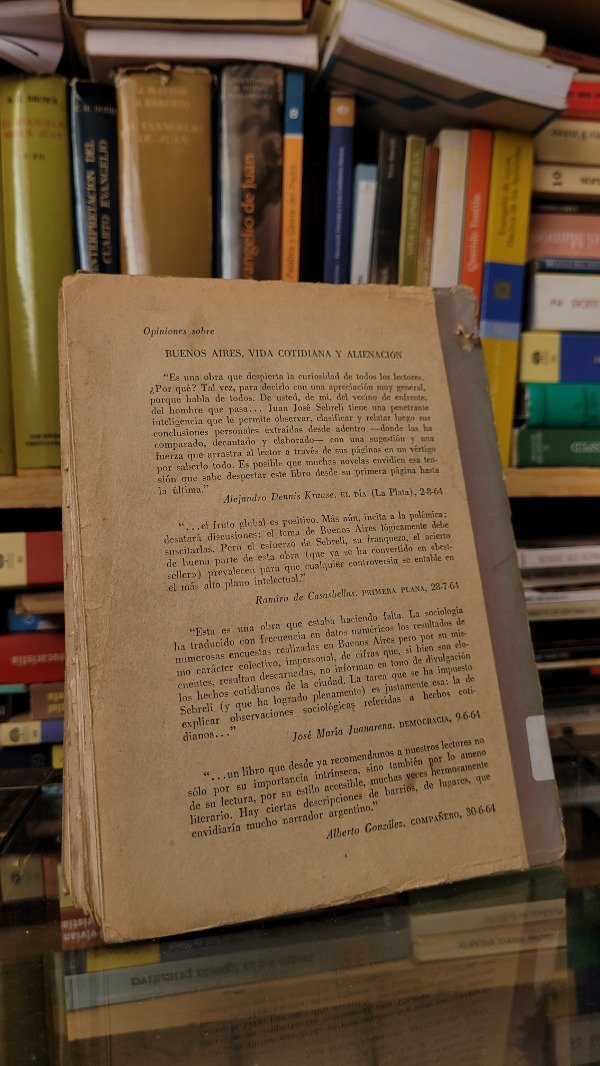 R. E. BROWN
INTERPRETACION DEL
CUARTO EVANGELIO
EL EVANGELIO
DE JUAN
evangelio de Juan
Opiniones sobre
BUENOS AIRES, VIDA COTIDIANA Y ALIENACIÓN
"Es una obra que despierta la curiosidad de todos los lectores.
¿Por qué? Tal vez, para decirlo con una apreciación muy general,
porque habla de todos. De usted, de mí, del vecino de enfrente,
del hombre que pasa... Juan José Sebreli tiene una penetrante
inteligencia que le permite observar, clasificar y relatar luego sus
conclusiones personales extraídas desde adentro —donde las ha
comparado, decantado y elaborado— con una sugestión y una
fuerza que arrastra al lector a través de sus páginas en un vértigo
por saberlo todo. Es posible que muchas novelas envidien esa ten-
sión que sabe despertar este libro desde su primera página hasta
la última."
Alejandro Dennis Krause, EL DÍA (La Plata), 2-8-64
"...el fruto global es positivo. Más aún, incita a la polémica;
desatará discusiones: el tema de Buenos Aires lógicamente debe
suscitarlas. Pero el esfuerzo de Sebreli, su franqueza, el acierto
de buena parte de esta obra (que ya se ha convertido en «best-
seller») prevalecen para que cualquier controversia se entable en
el más alto plano intelectual."
Ramiro de Casasbellas, PRIMERA PLANA, 28-7-64
"Esta es una obra que estaba haciendo falta. La sociología
ha traducido con frecuencia en datos numéricos los resultados de
numerosas encuestas realizadas en Buenos Aires pero por su mis-
mo carácter colectivo, impersonal, de cifras que, si bien son elo-
cuentes, resultan descarnadas, no informan en tono de divulgación
los hechos cotidianos de la ciudad. La tarea que se ha impuesto
Sebreli (y que ha logrado plenamente) es justamente esa: la de
explicar observaciones sociológicas referidas a hechos coti-
dianos..."
José María Juanarena, DEMOCRACIA, 9-6-64
"...un libro que desde ya recomendamos a nuestros lectores no
sólo por su importancia intrínseca, sino también por lo ameno
de su lectura, por su estilo accesible, muchas veces hermosamente
literario. Hay ciertas descripciones de barrios, de lugares, que
envidiaría mucho narrador argentino."
Alberto González, COMPAÑERO, 30-6-64